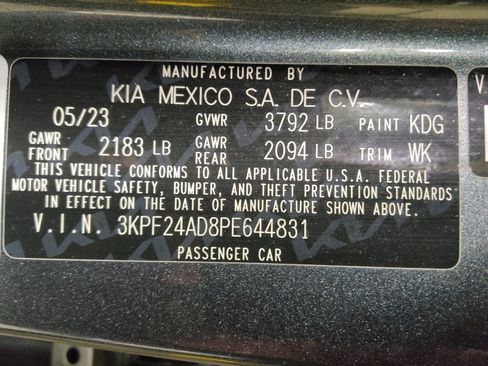 MANUFACTURED BY
KIA MEXICO S.A. DE C.V.
05/23 GVWR 3792 LB PAINT KDG
GAWR FRONT 2183 LB GAWR REAR 2094 LB TRIM WK
THIS VEHICLE CONFORMS TO ALL APPLICABLE U.S.A. FEDERAL
MOTOR VEHICLE SAFETY, BUMPER, AND THEFT PREVENTION STANDARDS
IN EFFECT ON THE DATE OF MANUFACTURE SHOWN ABOVE.
V.I.N. 3KPF24AD8PE644831
PASSENGER CAR
V